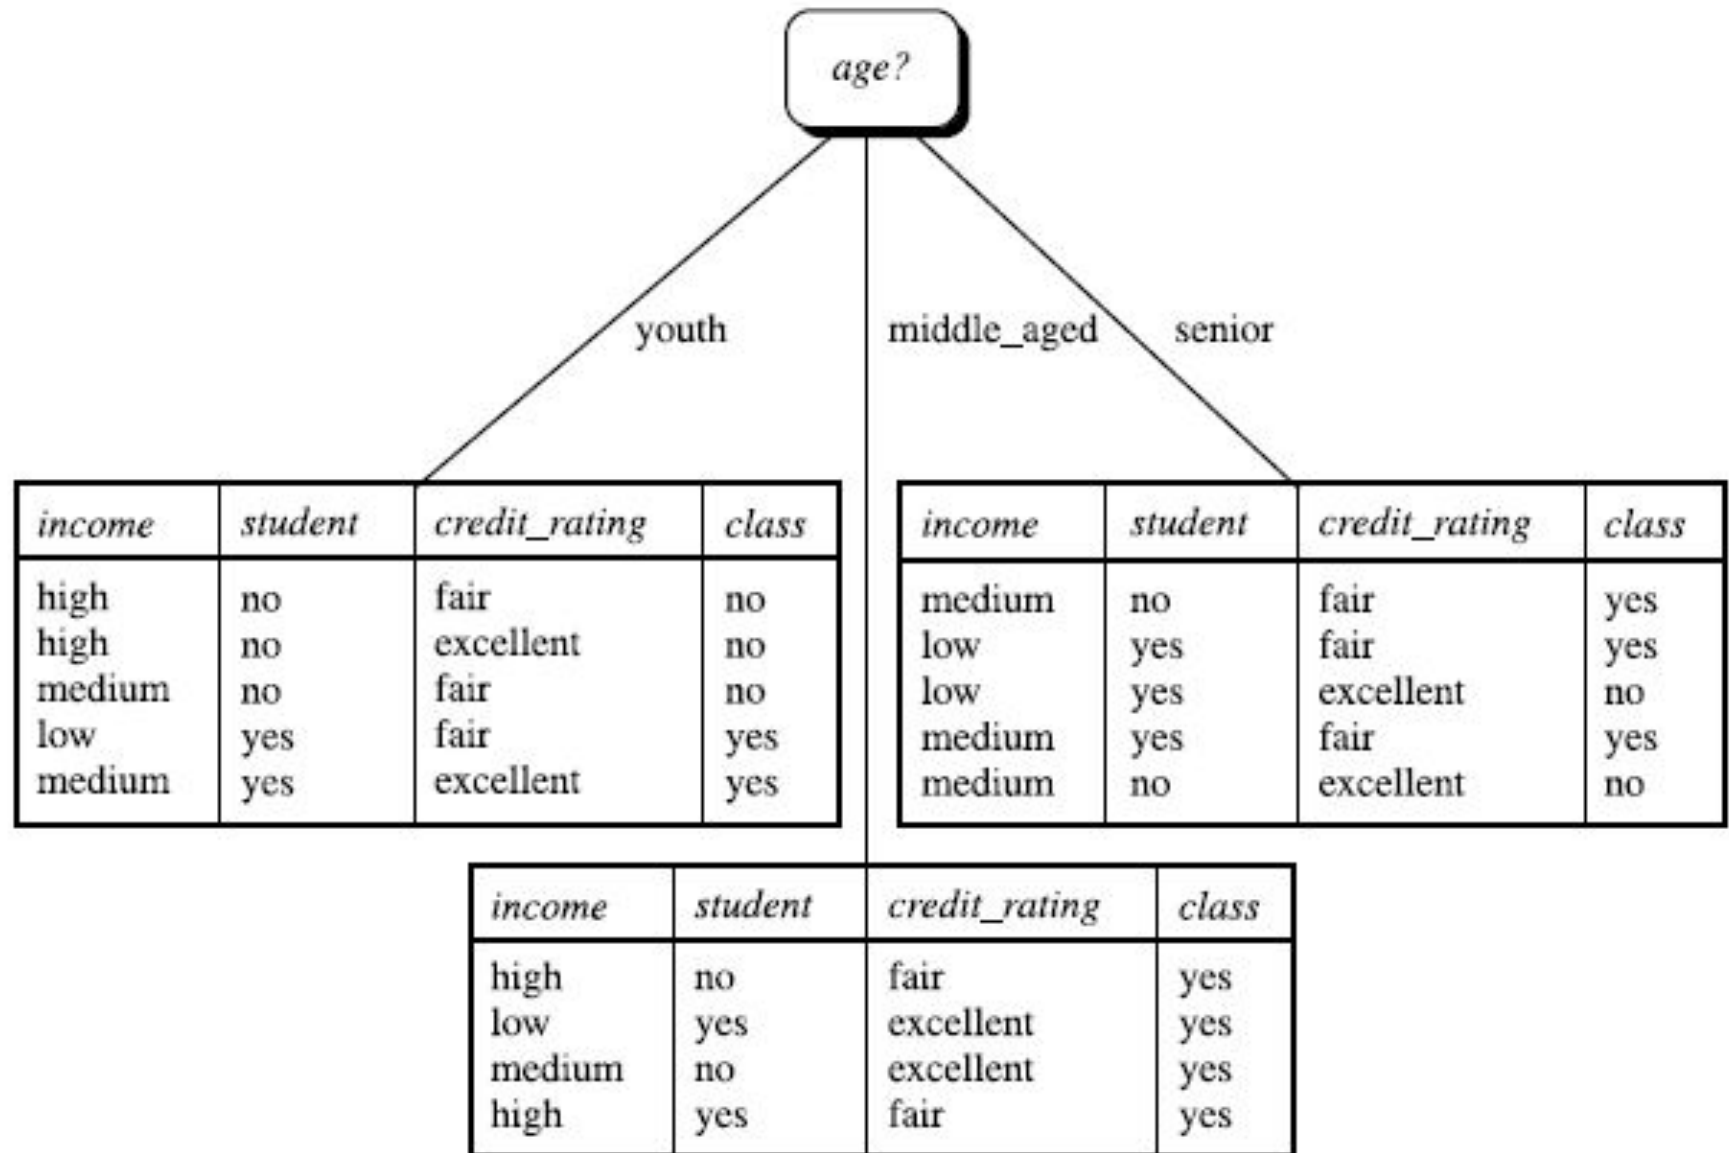 age?
youth middle_aged senior
income student credit_rating class
high no fair no
high no excellent no
medium no fair no
low yes fair yes
medium yes excellent yes
income student credit_rating class
medium no fair yes
low yes fair yes
low yes excellent no
medium yes fair yes
medium no excellent no
income student credit_rating class
high no fair yes
low yes excellent yes
medium no excellent yes
high yes fair yes